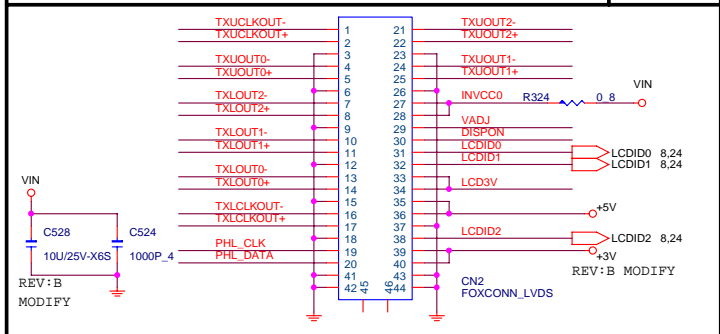 TXUCLKOUT- 1 21 TXUOUT2-
TXUCLKOUT+ 2 22 TXUOUT2+
3 23
TXUOUT0- 4 24 TXUOUT1-
TXUOUT0+ 5 25 TXUOUT1+
6 26
TXLOUT2- 7 27 INVCC0 R324 0_8 VIN
TXLOUT2+ 8 28
9 29 VADJ
TXLOUT1- 10 30 DISPON
TXLOUT1+ 11 31 LCDID0 LCDID0 8,24
12 32 LCDID1 LCDID1 8,24
TXLOUT0- 13 33
TXLOUT0+ 14 34 LCD3V
15 35
TXLCLKOUT- 16 36 +5V
TXLCLKOUT+ 17 37
18 38 LCDID2 LCDID2 8,24
PHL_CLK 19 39 +3V
PHL_DATA 20 40
41 43
42 45 46 44
CN2
FOXCONN_LVDS
REV:B MODIFY
VIN
C528 C524
10U/25V-X6S 1000P_4
REV:B
MODIFY